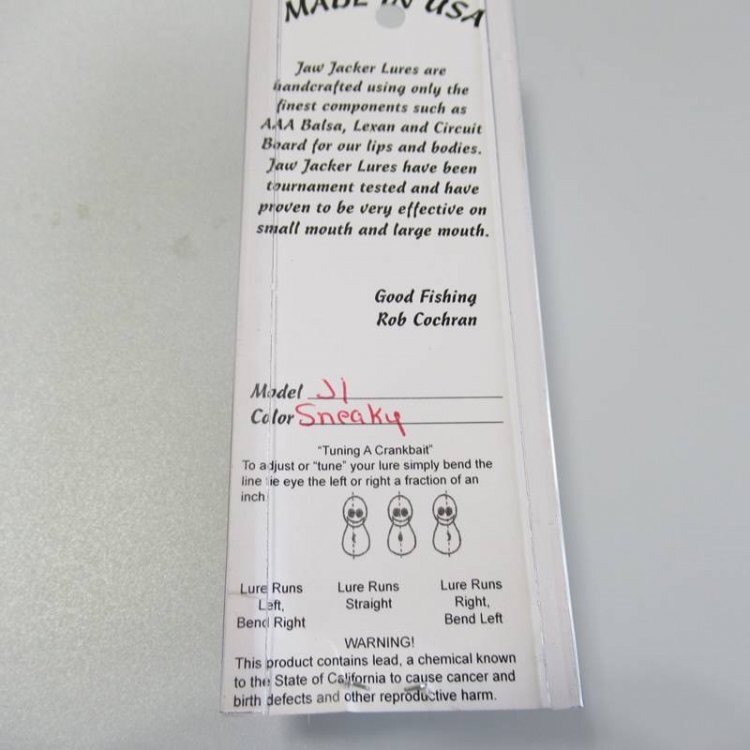 MADE IN USA
Jaw Jacker Lures are
handcrafted using only the
finest components such as
AAA Balsa, Lexan and Circuit
Board for our lips and bodies.
Jaw Jacker Lures have been
tournament tested and have
proven to be very effective on
small mouth and large mouth.
Good Fishing
Rob Cochran
Model J1
Color Sneaky
"Tuning A Crankbait"
To adjust or "tune" your lure simply bend the
line tie eye the left or right a fraction of an
inch
Lure Runs
Left,
Bend Right
Lure Runs
Straight
Lure Runs
Right,
Bend Left
WARNING!
This product contains lead, a chemical known
to the State of California to cause cancer and
birth defects and other reproductive harm.